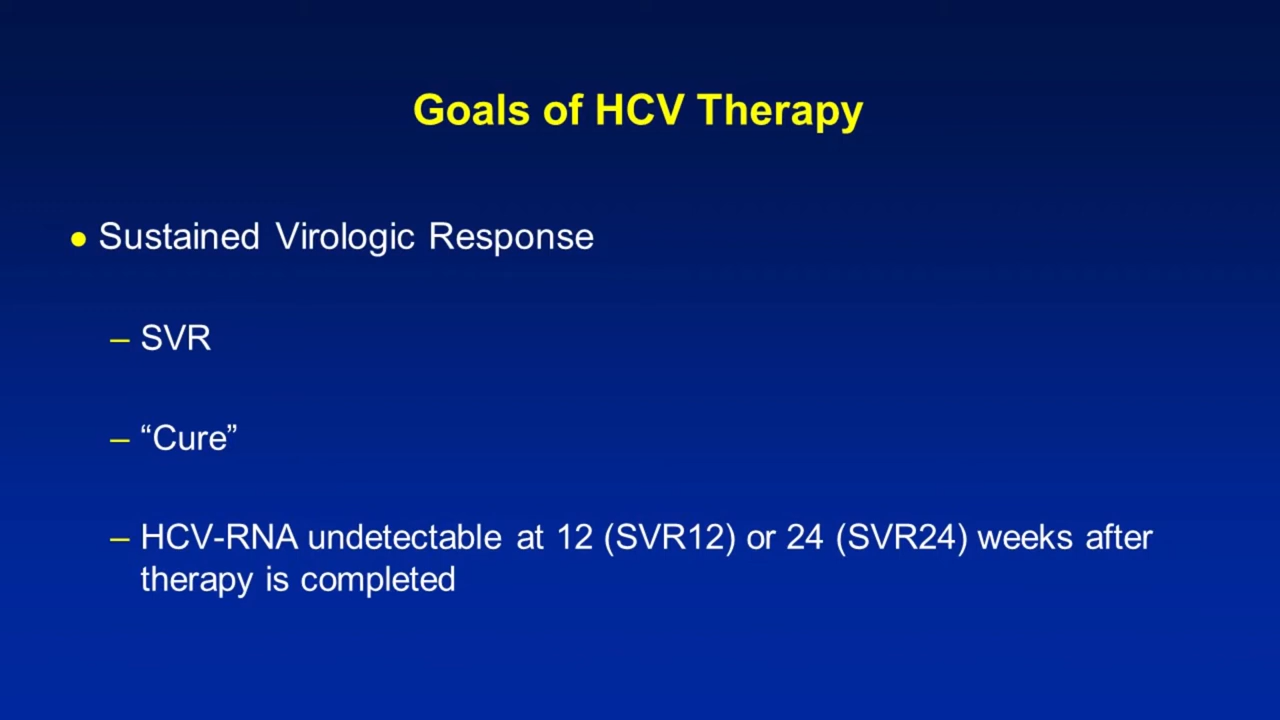 Goals of HCV Therapy
● Sustained Virologic Response
– SVR
– “Cure”
– HCV-RNA undetectable at 12 (SVR12) or 24 (SVR24) weeks after
therapy is completed